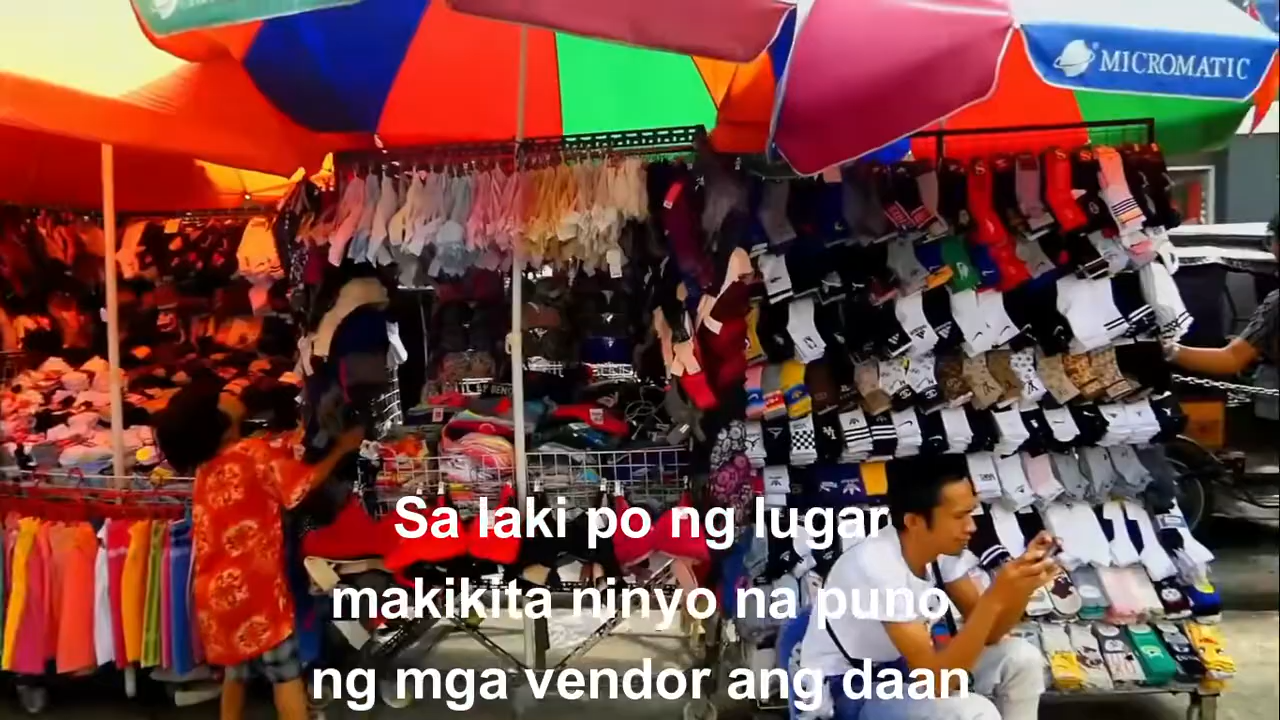 MICROMATIC
Sa laki po ng lugar
makikita ninyo na puno
ng mga vendor ang daan